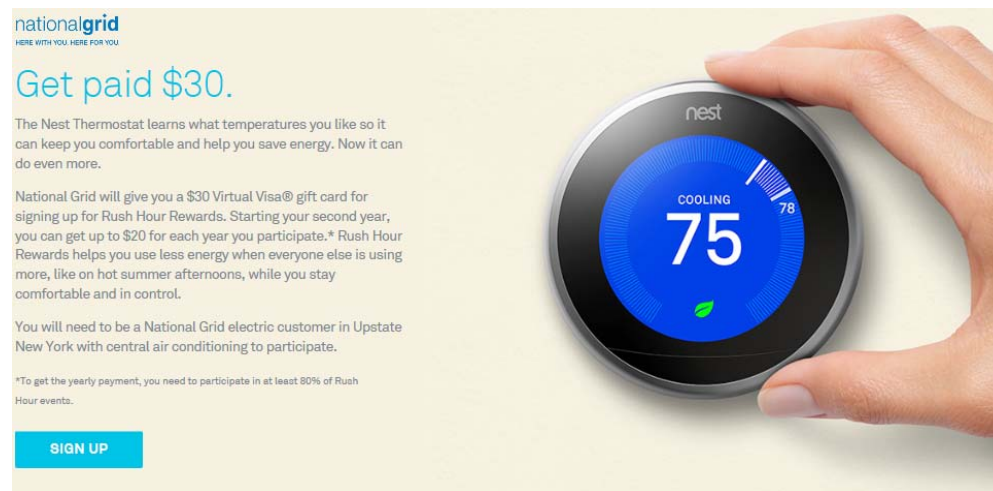 nationalgrid
HERE WITH YOU. HERE FOR YOU.
Get paid $30.
The Nest Thermostat learns what temperatures you like so it
can keep you comfortable and help you save energy. Now it can
do even more.
National Grid will give you a $30 Virtual Visa® gift card for
signing up for Rush Hour Rewards. Starting your second year,
you can get up to $20 for each year you participate.* Rush Hour
Rewards helps you use less energy when everyone else is using
more, like on hot summer afternoons, while you stay
comfortable and in control.
You will need to be a National Grid electric customer in Upstate
New York with central air conditioning to participate.
*To get the yearly payment, you need to participate in at least 80% of Rush
Hour events.
SIGN UP
nest
COOLING
75
78